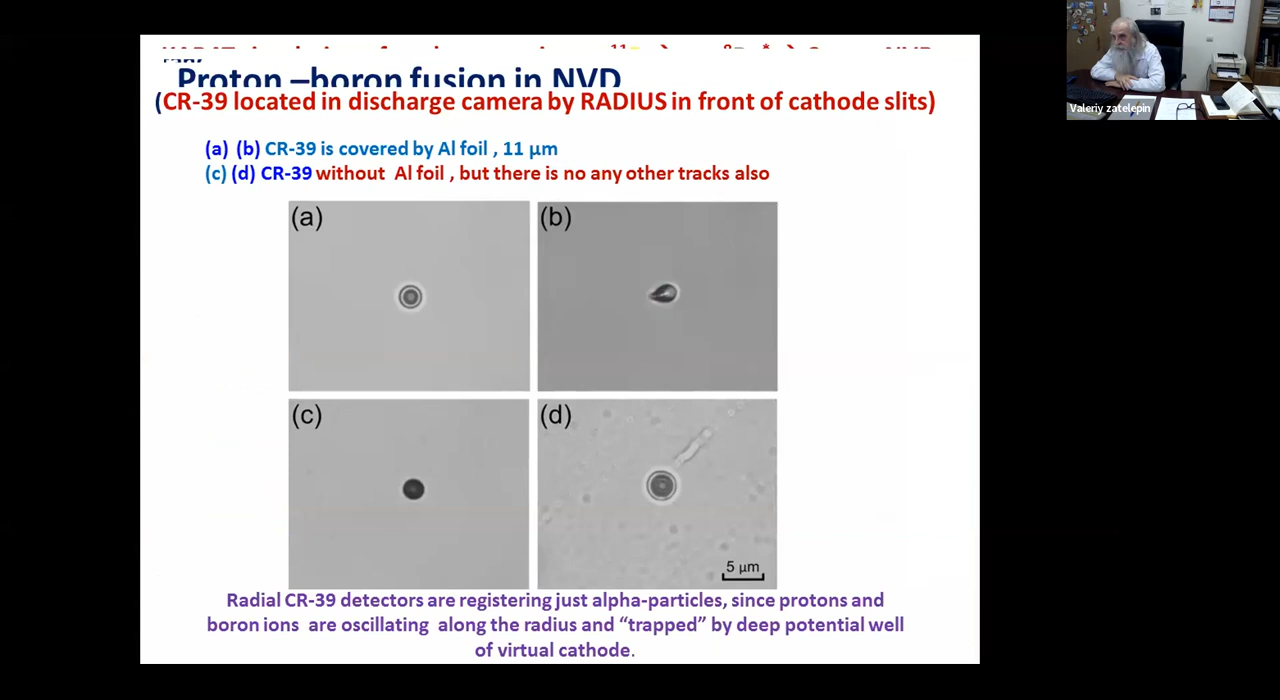 Proton –boron fusion in NVD
(CR-39 located in discharge camera by RADIUS in front of cathode slits)
(a) (b) CR-39 is covered by Al foil , 11 μm
(c) (d) CR-39 without Al foil , but there is no any other tracks also
(a)
(b)
(c)
(d)
5 μm
Radial CR-39 detectors are registering just alpha-particles, since protons and
boron ions are oscillating along the radius and “trapped” by deep potential well
of virtual cathode.
Valeriy zatelepin